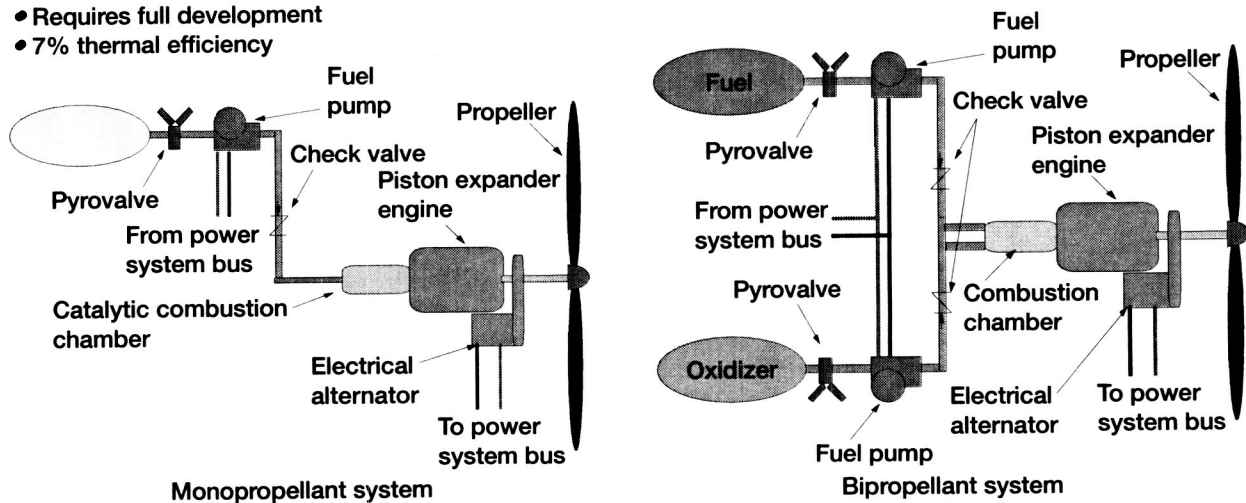 • Requires full development
• 7% thermal efficiency
Fuel
pump
Propeller
Check valve
Piston expander
engine
Pyrovalve
From power
system bus
Catalytic combustion
chamber
Electrical
alternator
To power
system bus
Monopropellant system
Fuel
Fuel
pump
Propeller
Check valve
Piston expander
engine
Pyrovalve
From power
system bus
Pyrovalve
Combustion
chamber
Oxidizer
Electrical
alternator
To power
system bus
Fuel pump
Bipropellant system